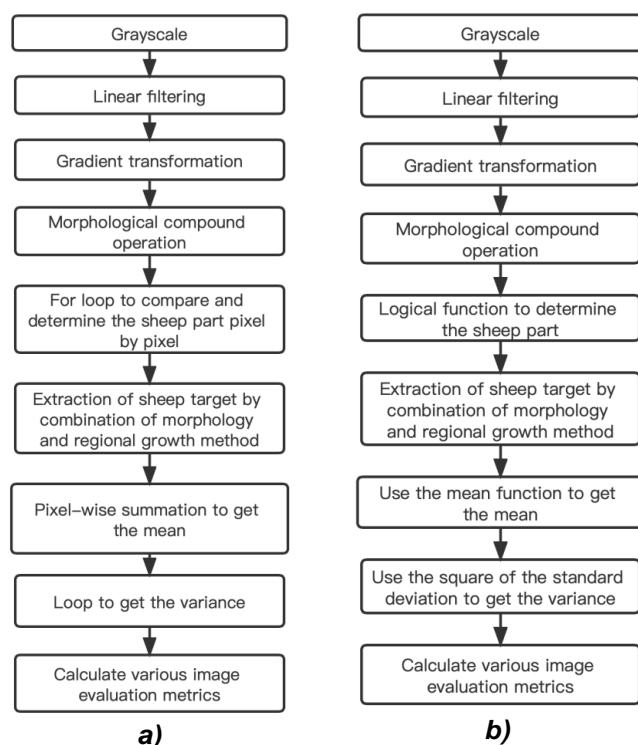 Grayscale
Linear filtering
Gradient transformation
Morphological compound
operation
For loop to compare and
determine the sheep part pixel
by pixel
Extraction of sheep target by
combination of morphology
and regional growth method
Pixel-wise summation to get
the mean
Loop to get the variance
Calculate various image
evaluation metrics
a)
Grayscale
Linear filtering
Gradient transformation
Morphological compound
operation
Logical function to determine
the sheep part
Extraction of sheep target by
combination of morphology
and regional growth method
Use the mean function to get
the mean
Use the square of the standard
deviation to get the variance
Calculate various image
evaluation metrics
b)